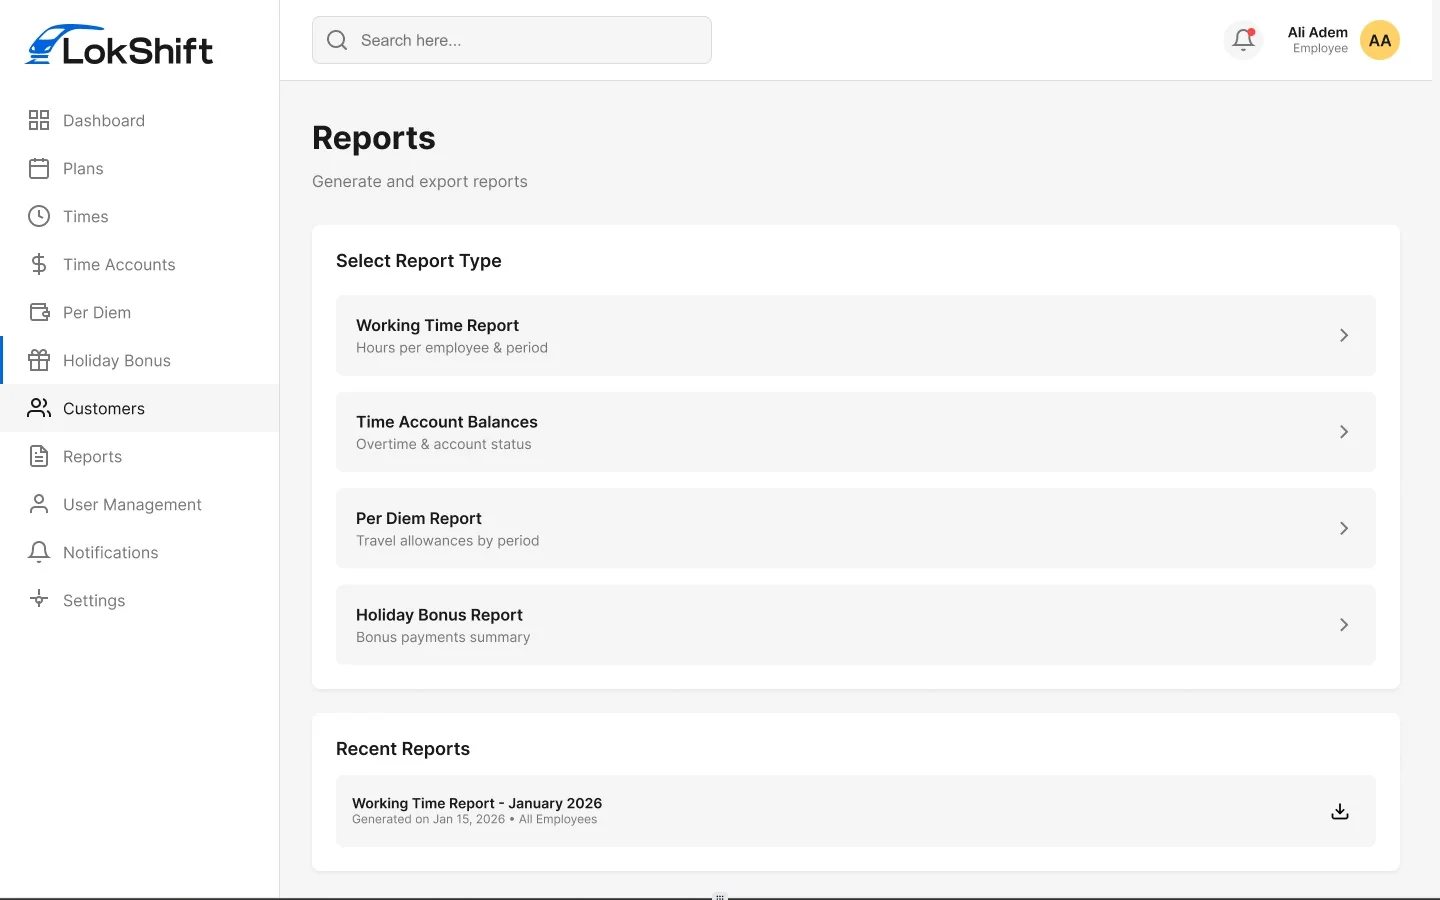 LokShift
Search here...
Ali Adem
Employee
AA
Dashboard
Plans
Times
Time Accounts
Per Diem
Holiday Bonus
Customers
Reports
User Management
Notifications
Settings
Reports
Generate and export reports
Select Report Type
Working Time Report
Hours per employee & period
Time Account Balances
Overtime & account status
Per Diem Report
Travel allowances by period
Holiday Bonus Report
Bonus payments summary
Recent Reports
Working Time Report - January 2026
Generated on Jan 15, 2026 • All Employees